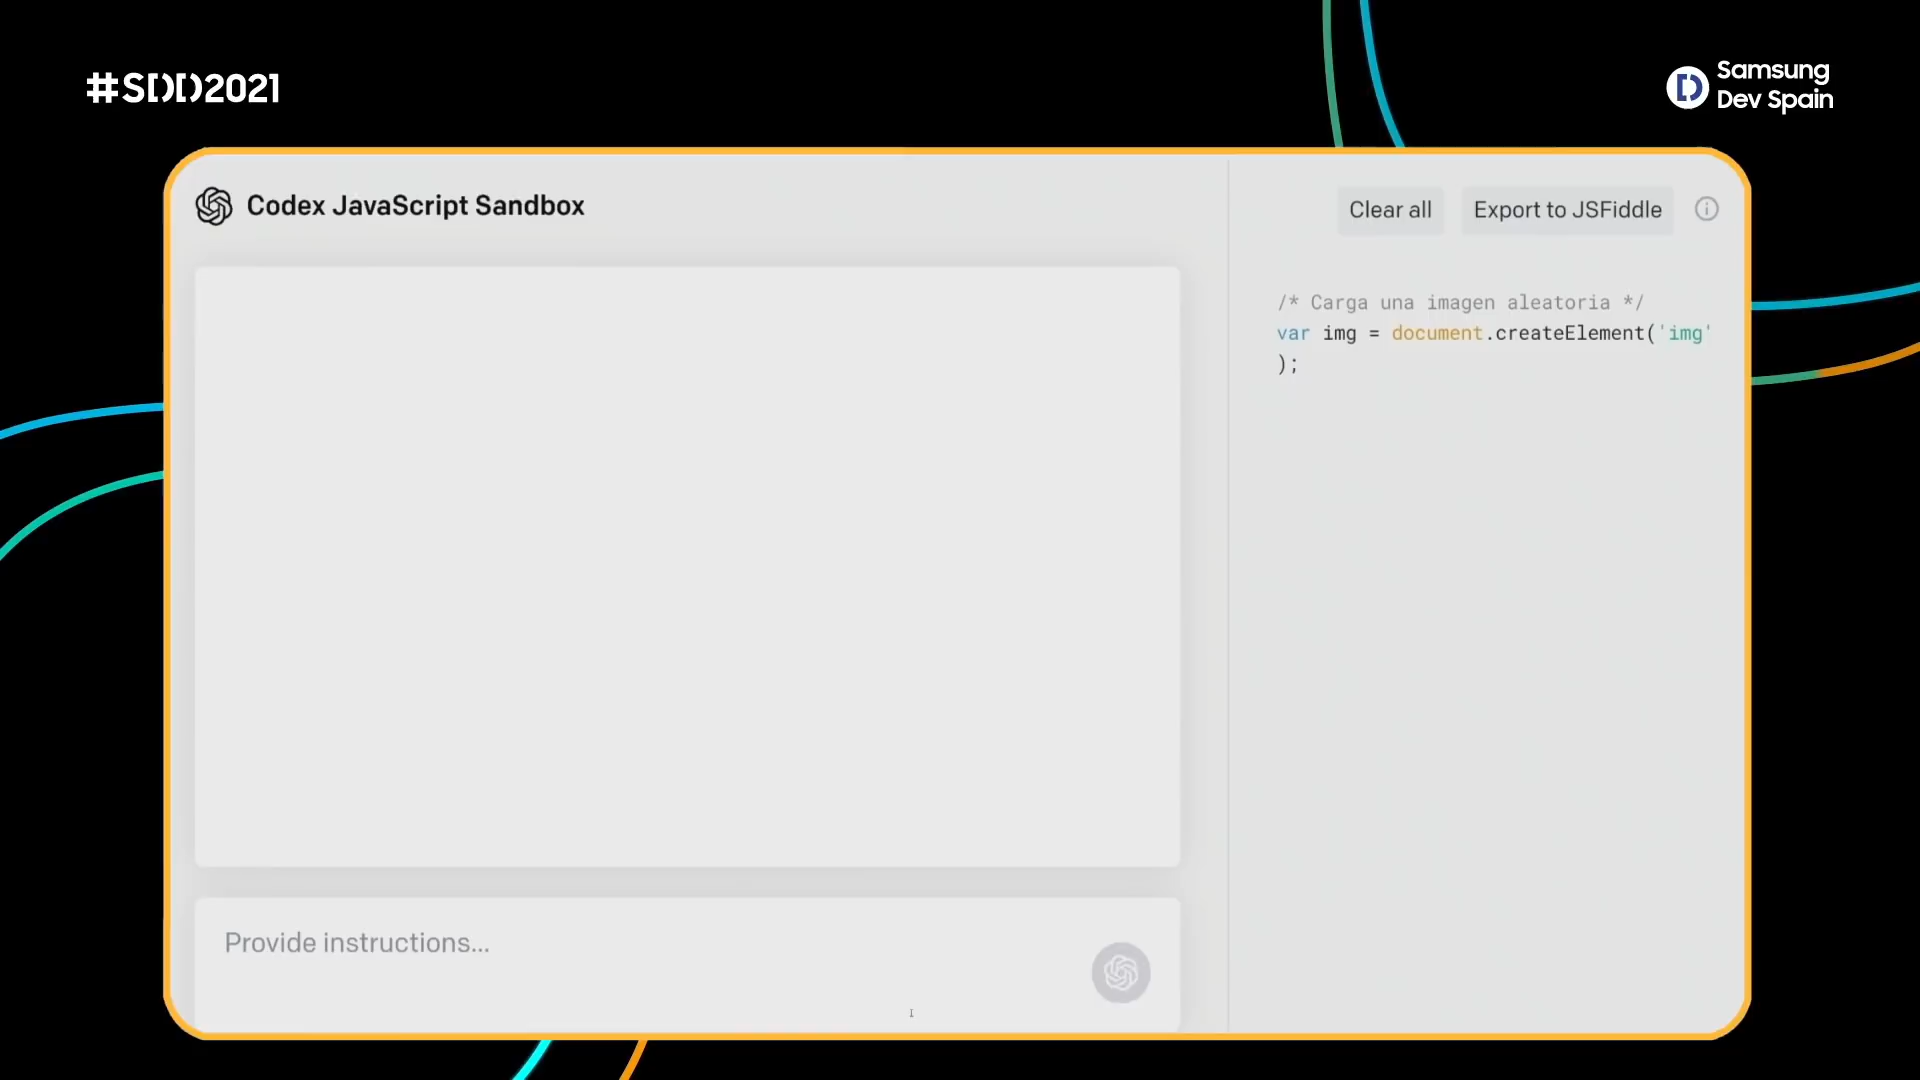 #SDD2021
Samsung
Dev Spain
Codex JavaScript Sandbox
Clear all
Export to JSFiddle
/* Carga una imagen aleatoria */
var img = document.createElement('img'
);
Provide instructions...